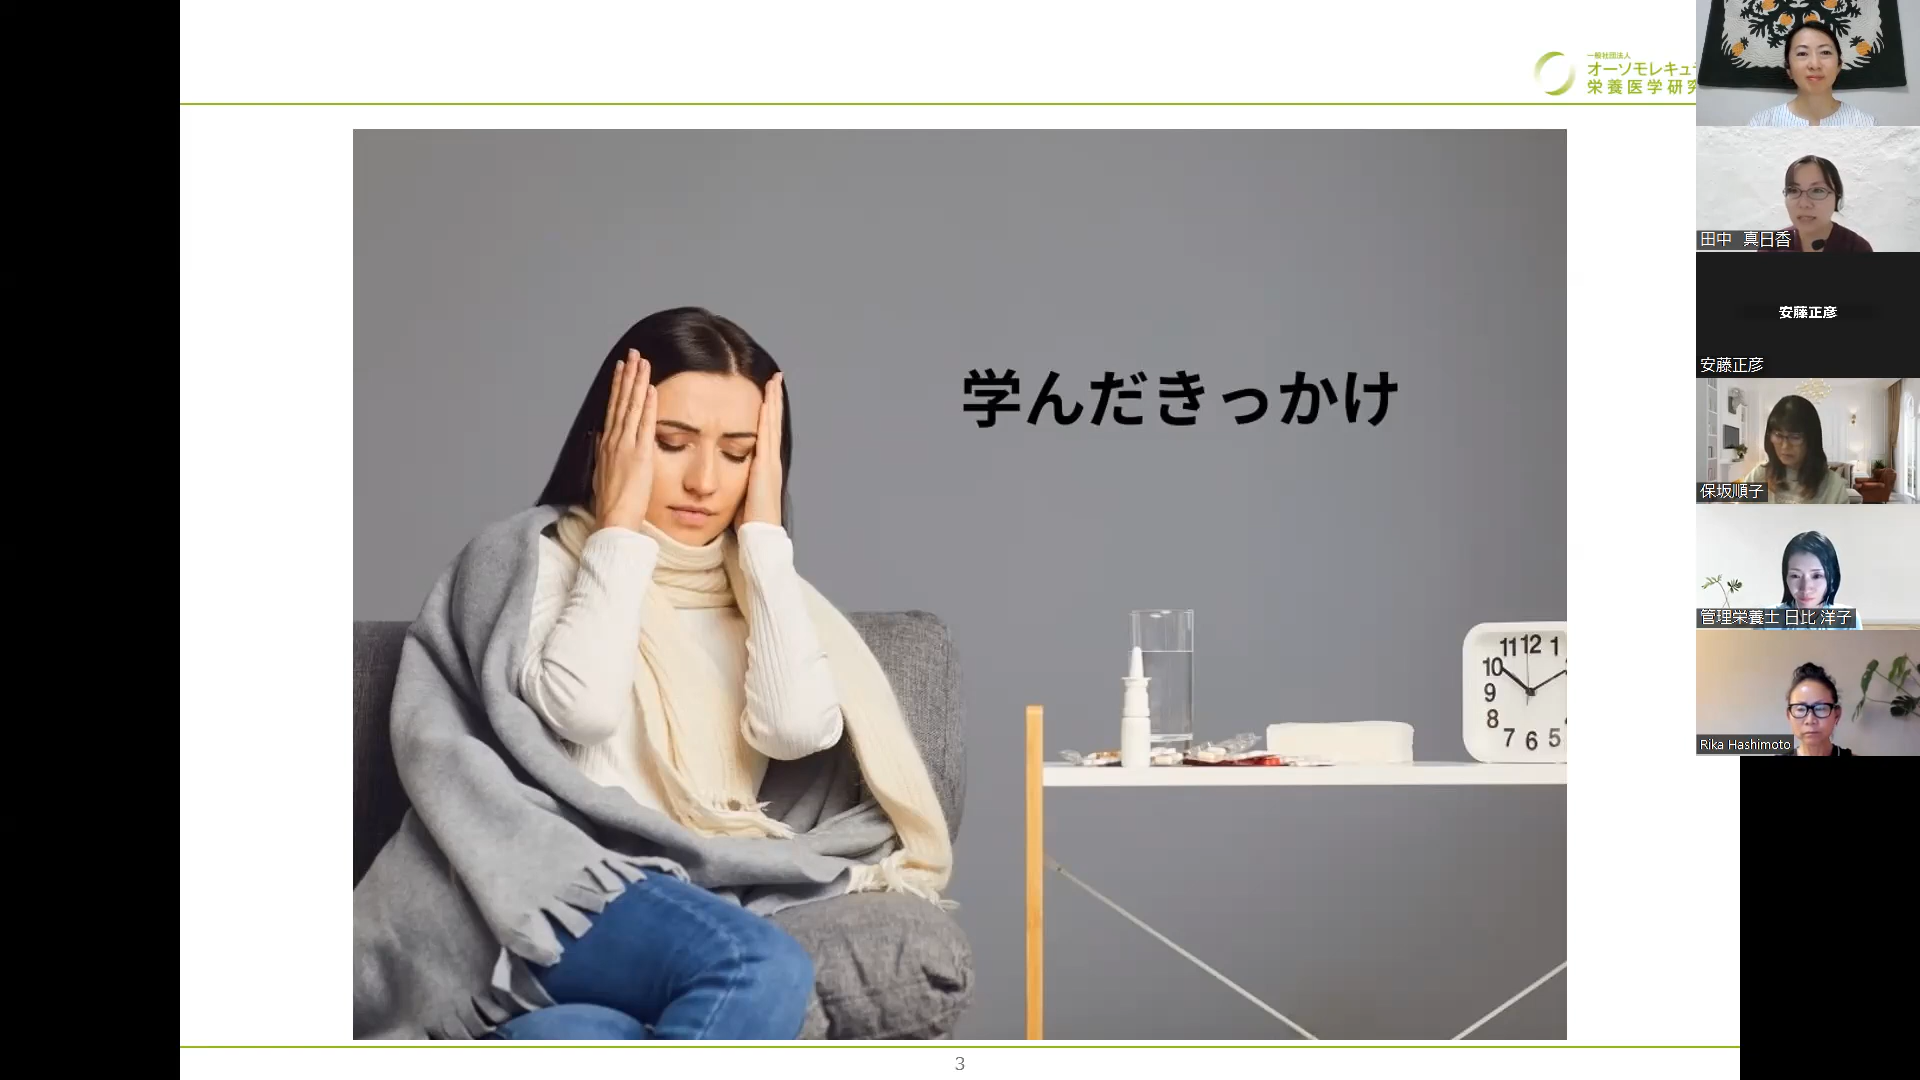 一般社団法人
オーソモレキュ
栄養医学研究
学んだきっかけ
11 12 1
10
9
8
7 6 5
3
田中 真日香
安藤正彦
安藤正彦
保坂順子
管理栄養士 日比 洋子
Rika Hashimoto